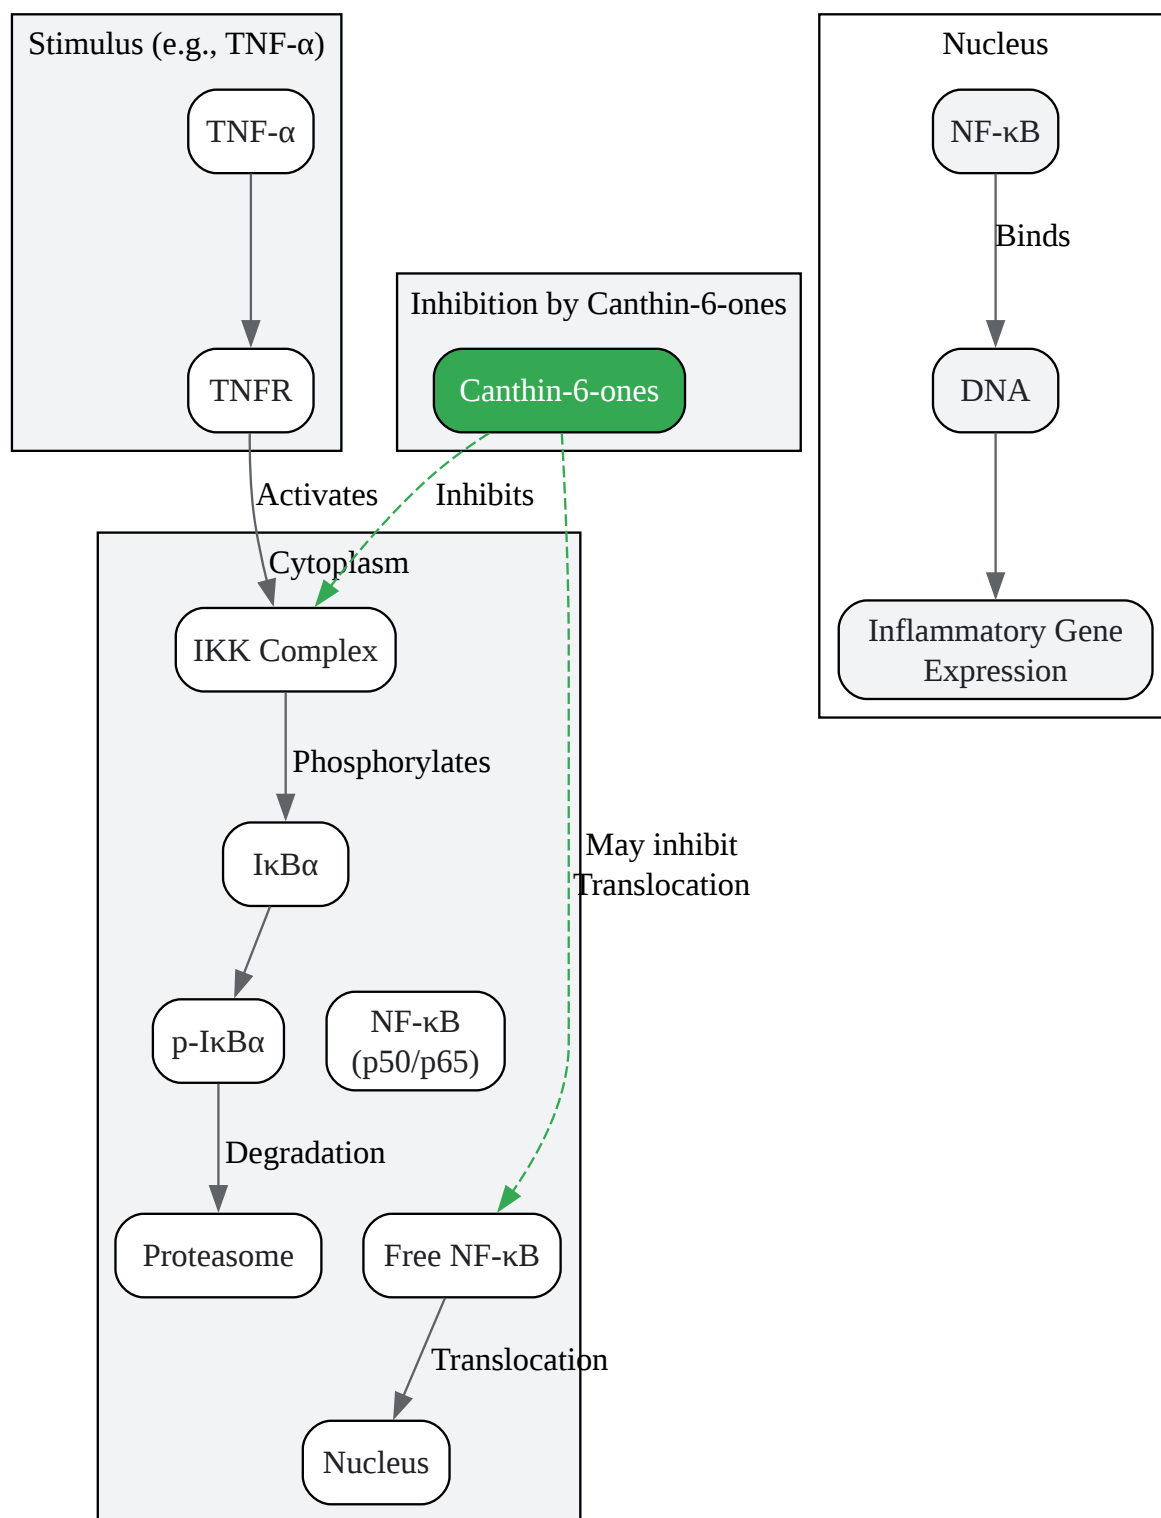 Stimulus (e.g., TNF-α)
TNF-α
TNFR
Activates
Inhibition by Canthin-6-ones
Canthin-6-ones
Inhibits
May inhibit
Translocation
Cytoplasm
IKK Complex
Phosphorylates
IκBα
p-IκBα
NF-κB
(p50/p65)
Degradation
Proteasome
Free NF-κB
Translocation
Nucleus
Nucleus
NF-κB
Binds
DNA
Inflammatory Gene
Expression